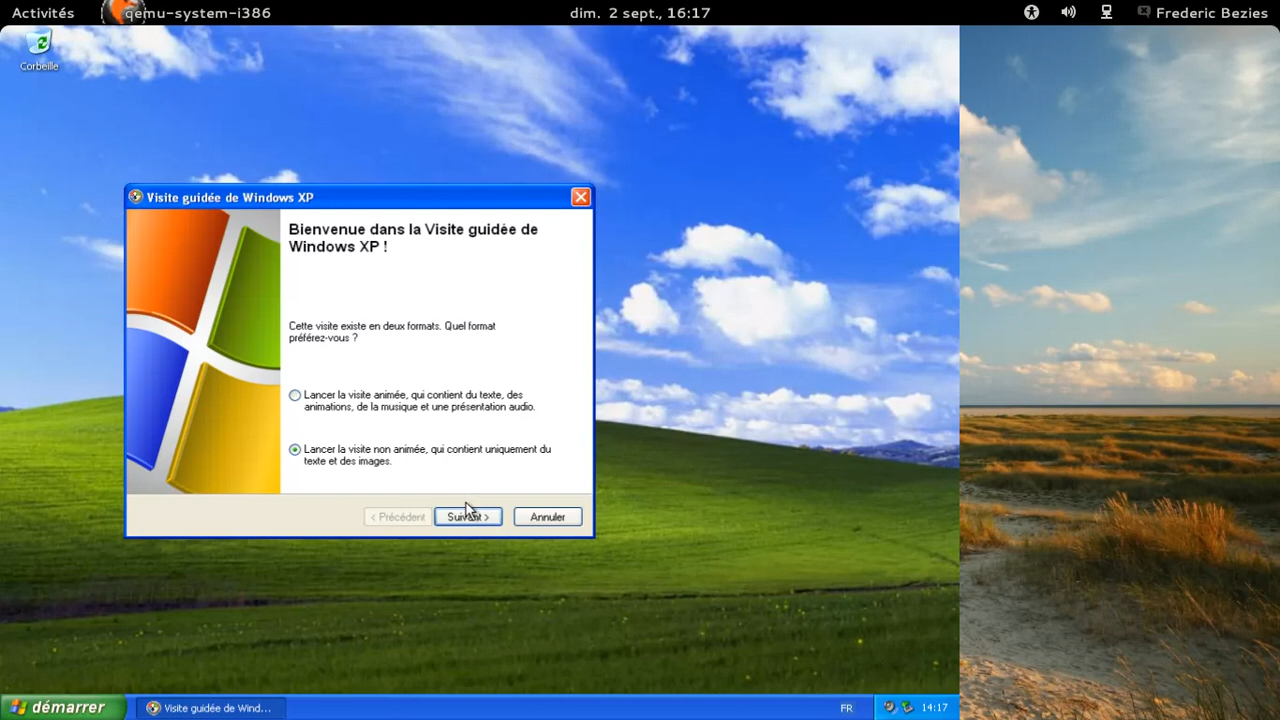 Activités
qemu-system-i386
dim. 2 sept., 16:17
Frederic Bezies
Corbeille
Visite guidée de Windows XP
Bienvenue dans la Visite guidée de
Windows XP !
Cette visite existe en deux formats. Quel format
préférez-vous ?
Lancer la visite animée, qui contient du texte, des
animations, de la musique et une présentation audio.
Lancer la visite non animée, qui contient uniquement du
texte et des images.
< Précédent
Suivant >
Annuler
démarrer
Visite guidée de Wind...
FR
14:17